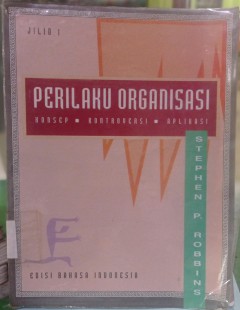 JILID 1
PERILAKU ORGANISASI
KONSEP • KONTROVERSI • APLIKASI
STEPHEN P. ROBBINS
EDISI BAHASA INDONESIA